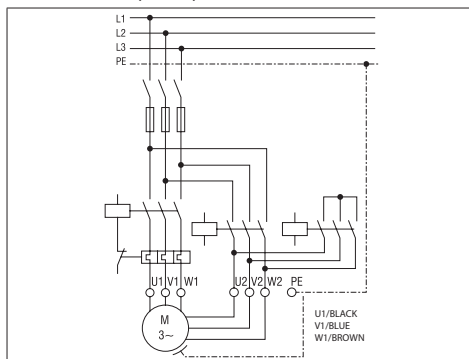 L1
L2
L3
PE
U1 V1 W1 U2 V2 W2 PE
M
3~
U1/BLACK
V1/BLUE
W1/BROWN